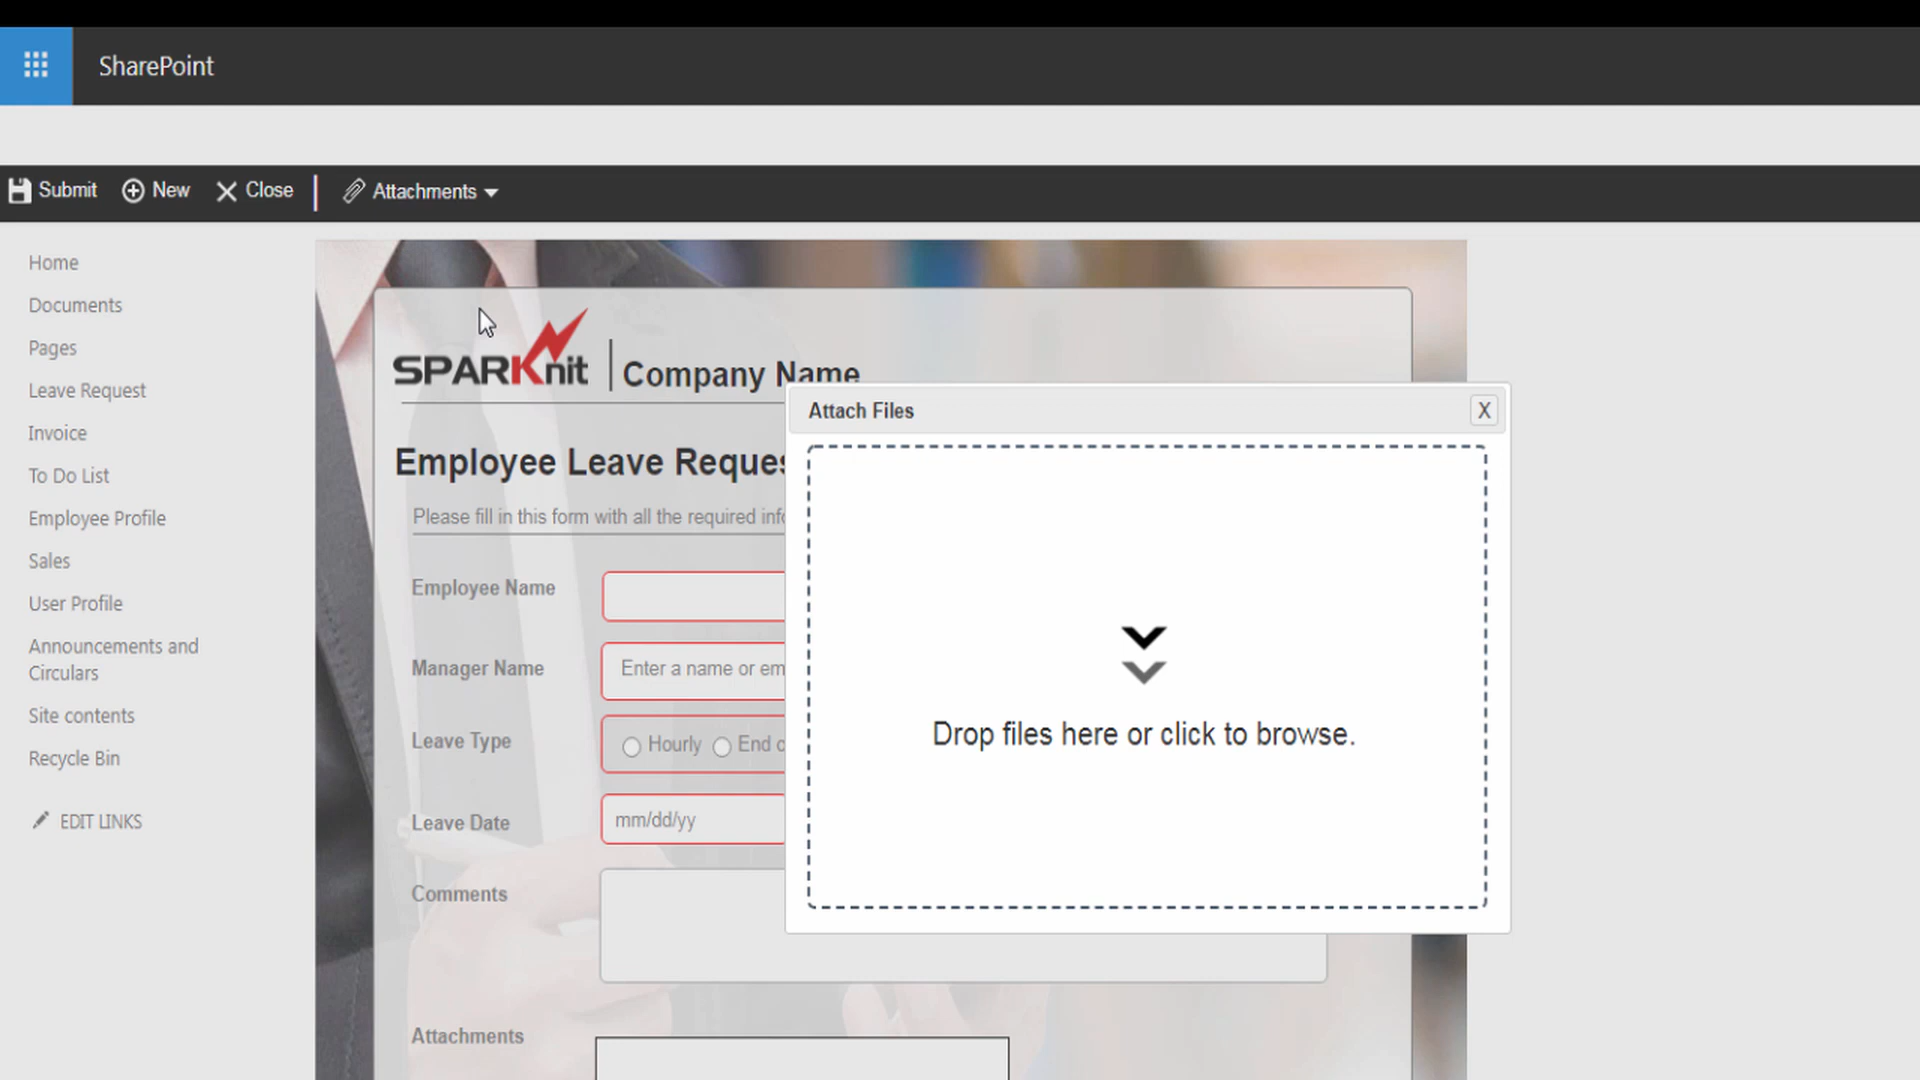 SharePoint
Submit
New
Close
Attachments
Home
Documents
Pages
Leave Request
Invoice
To Do List
Employee Profile
Sales
User Profile
Announcements and
Circulars
Site contents
Recycle Bin
EDIT LINKS
SPARKnit
Company Name
Employee Leave Reques
Please fill in this form with all the required
Employee Name
Manager Name
Enter a name or em
Leave Type
Hourly
End
Leave Date
mm/dd/yy
Comments
Attachments
Attach Files
X
Drop files here or click to browse.